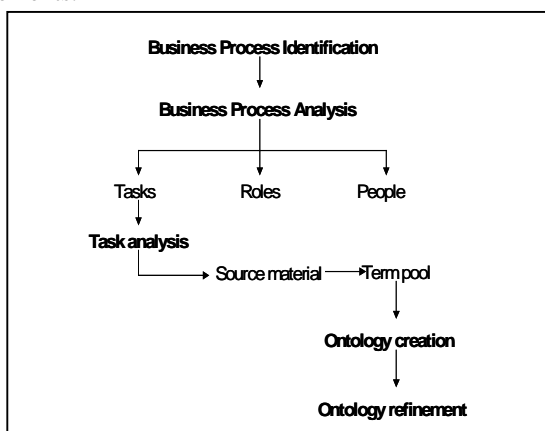 Business Process Identification
Business Process Analysis
Tasks Roles People
Task analysis
Source material Term pool
Ontology creation
Ontology refinement